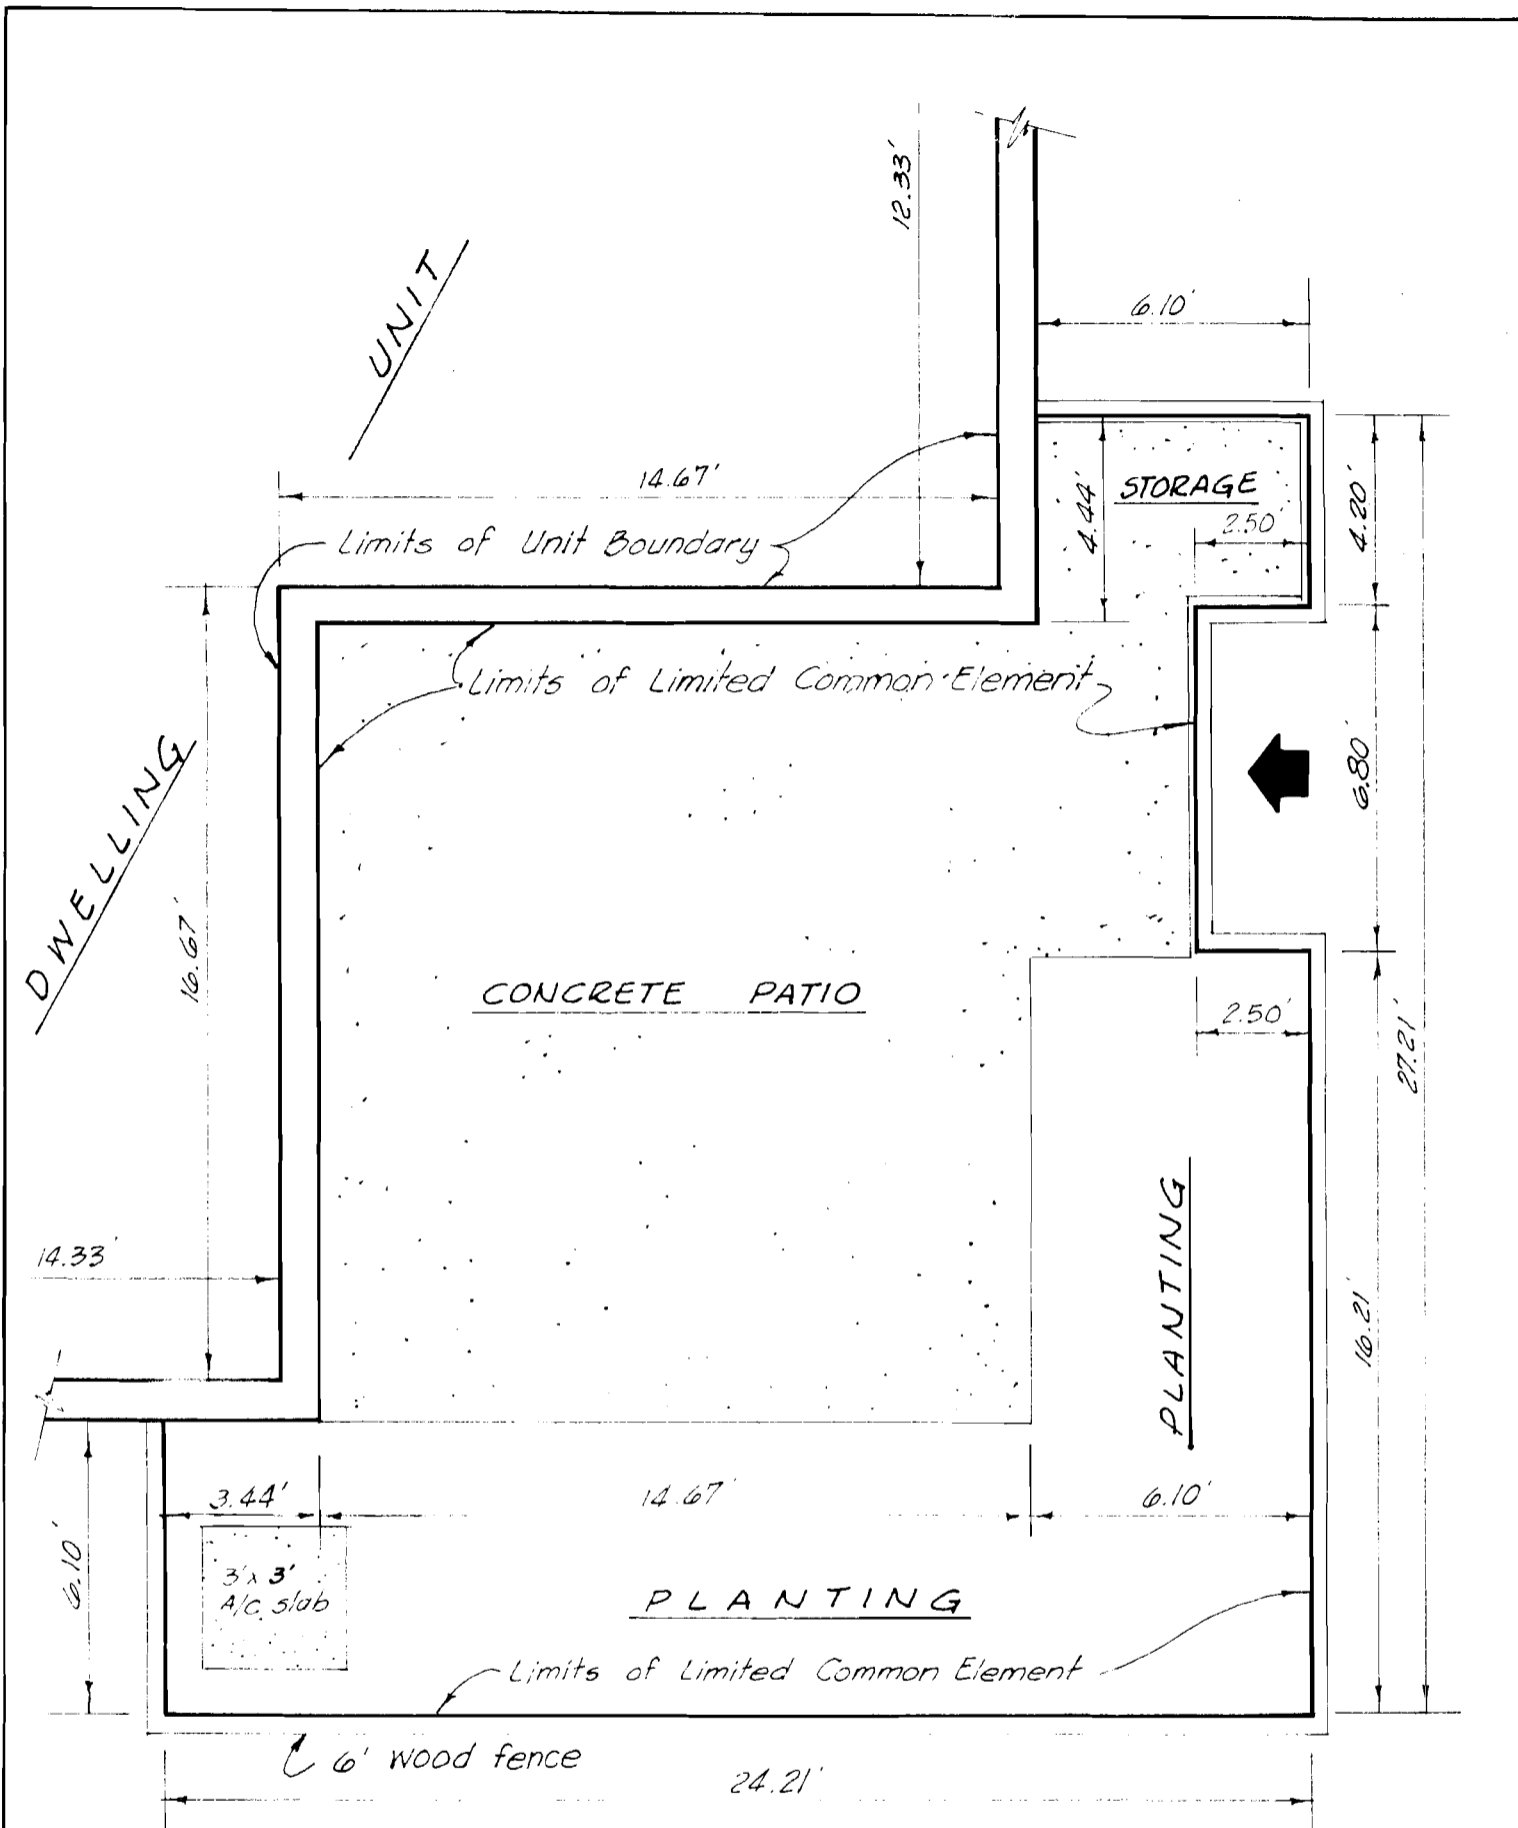 12.33'
UNIT
6.10'
14.67'
STORAGE
4.44'
4.20'
2.50'
Limits of Unit Boundary
Limits of Limited Common Element
DWELLING
6.80'
16.67'
CONCRETE PATIO
2.50'
27.21'
PLANTING
14.33'
16.21'
3.44'
14.67'
6.10'
6.10'
3'x 3'
A/C slab
PLANTING
Limits of Limited Common Element
6' wood fence
24.21'